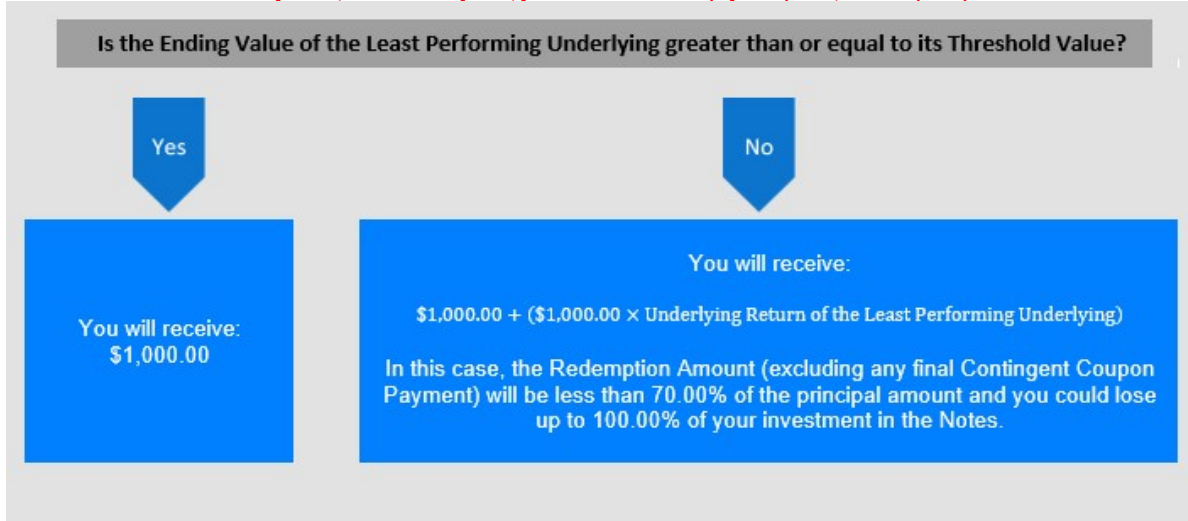 Is the Ending Value of the Least Performing Underlying greater than or equal to its Threshold Value?
Yes
No
You will receive:
$1,000.00
You will receive:
$1,000.00 + ($1,000.00 × Underlying Return of the Least Performing Underlying)
In this case, the Redemption Amount (excluding any final Contingent Coupon
Payment) will be less than 70.00% of the principal amount and you could lose
up to 100.00% of your investment in the Notes.